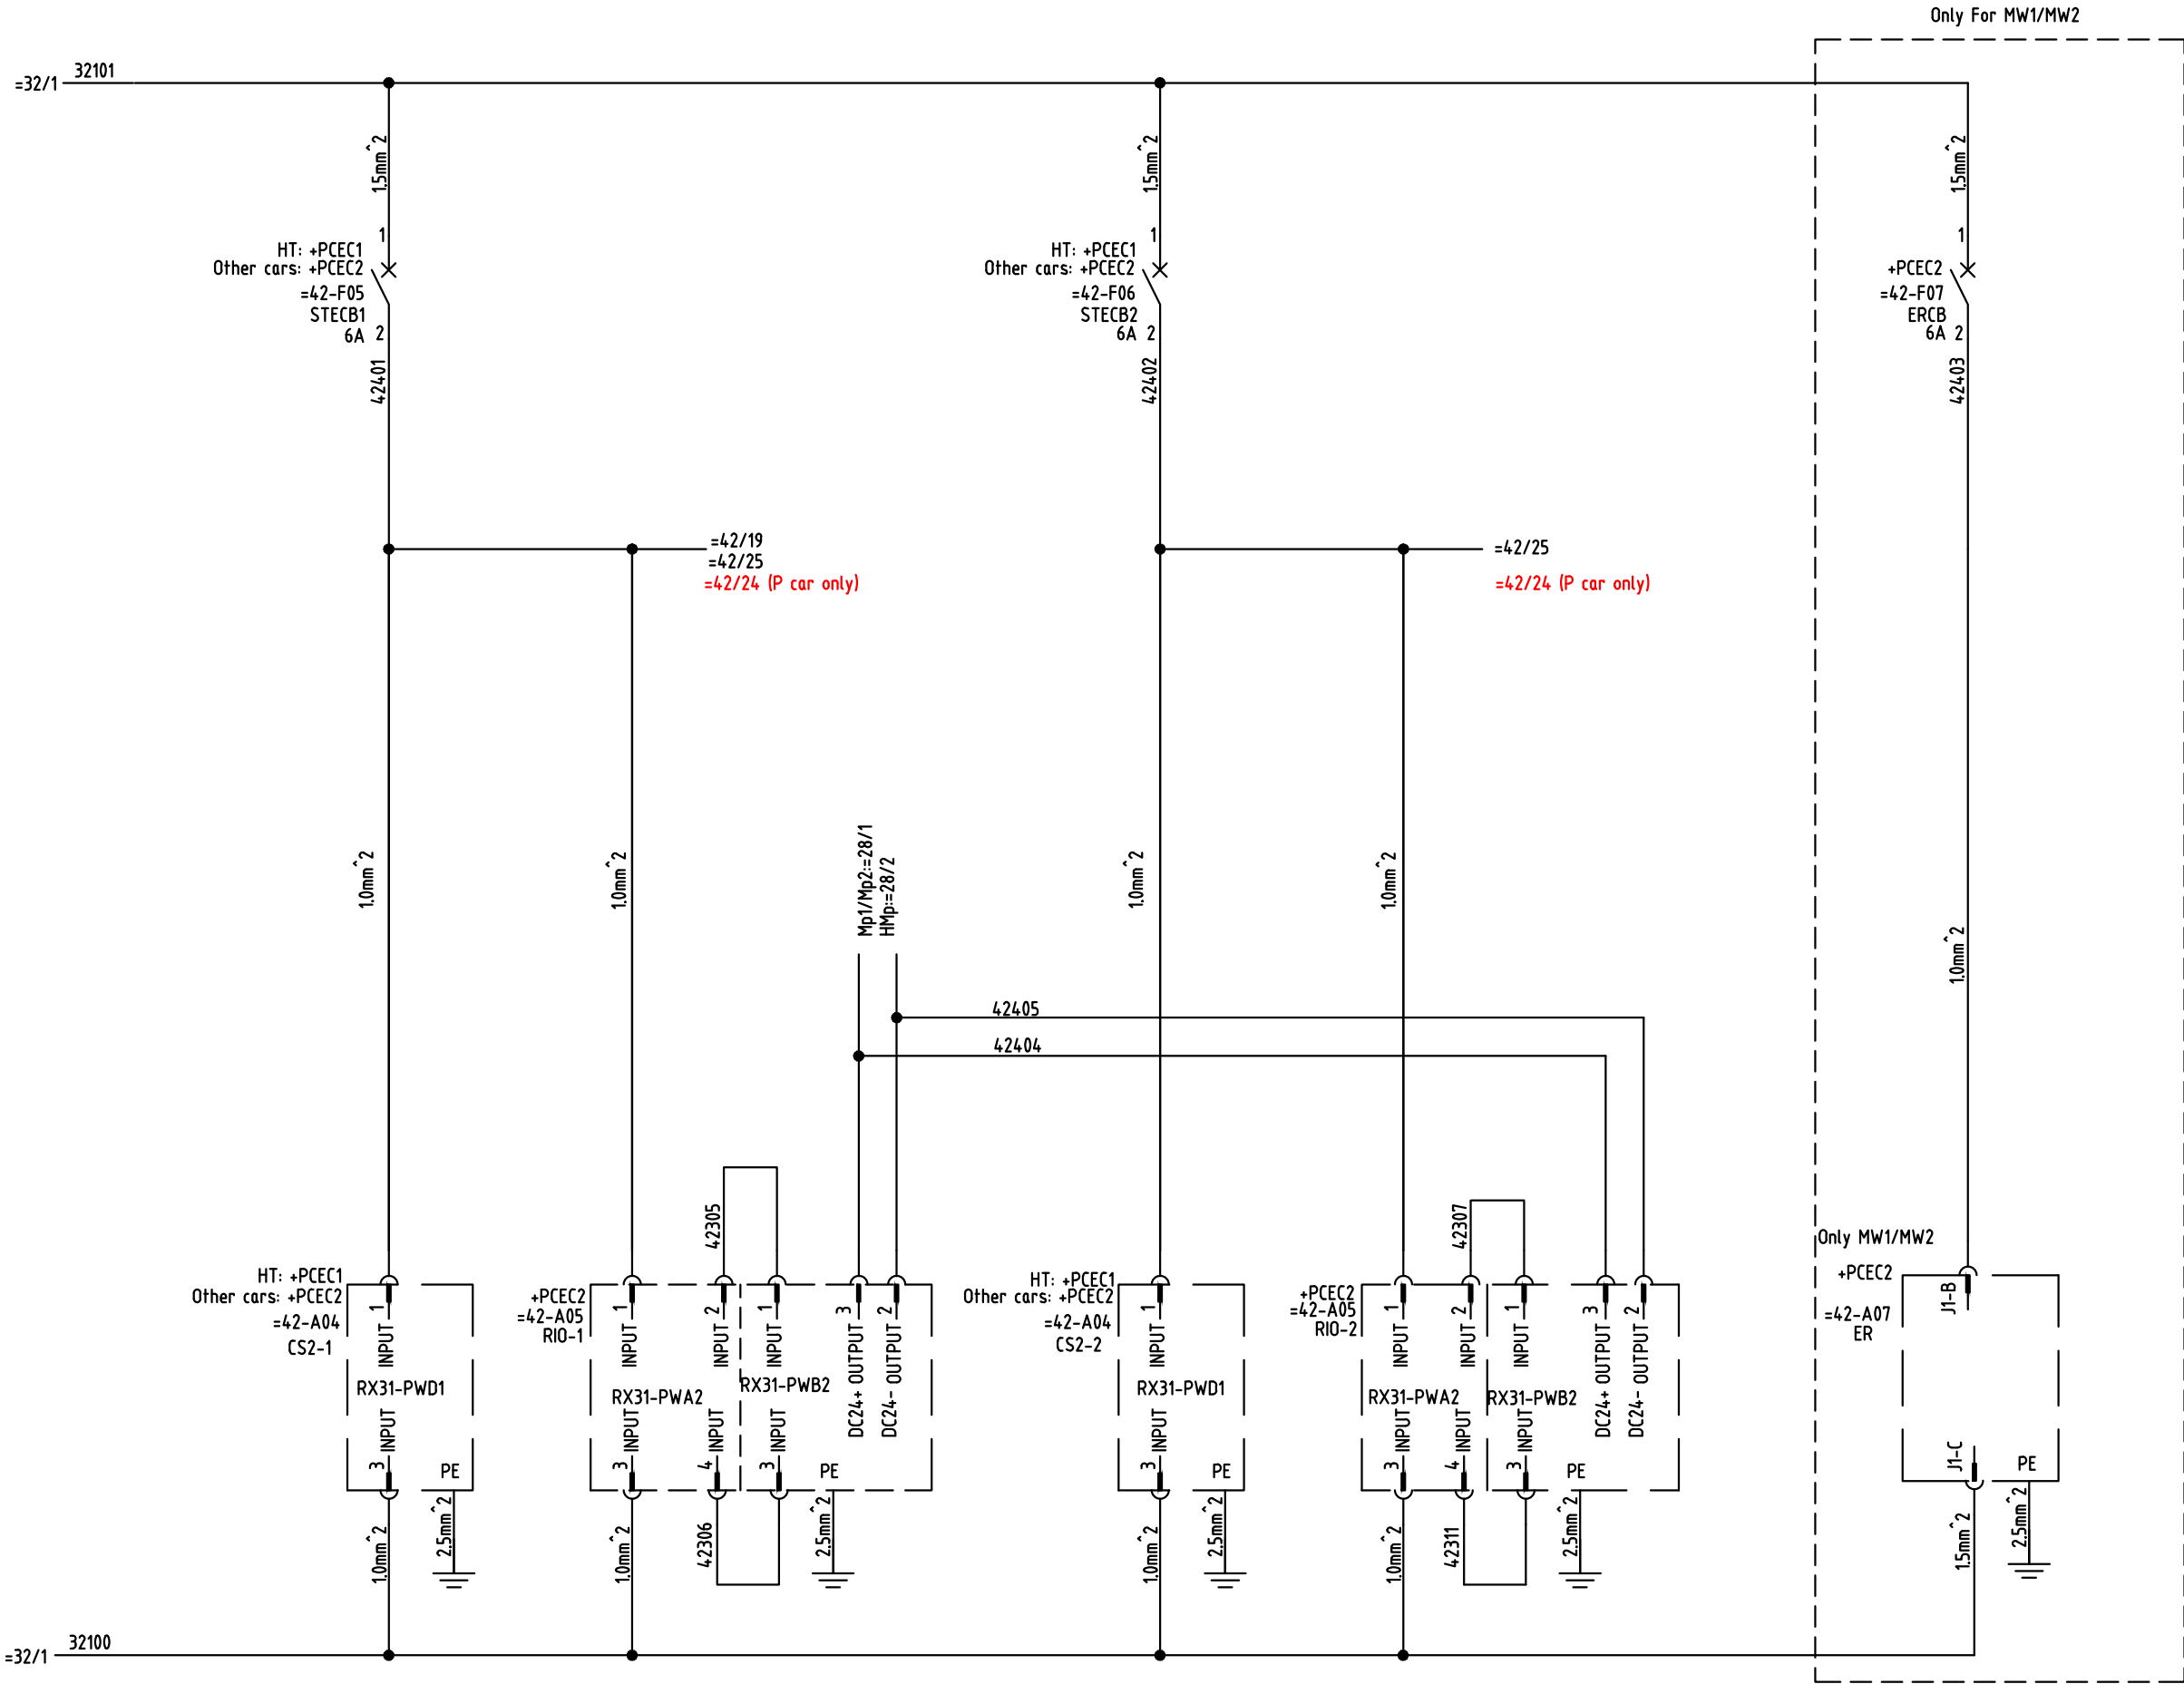 Only For MW1/MW2
32101
=32/1
1.5mm^2
1.5mm^2
1.5mm^2
1
HT: +PCEC1
Other cars: +PCEC2
=42-F05
STECB1
6A 2
42401
1
HT: +PCEC1
Other cars: +PCEC2
=42-F06
STECB2
6A 2
42402
1
+PCEC2
=42-F07
ERCB
6A 2
42403
=42/19
=42/25
=42/24 (P car only)
=42/25
=42/24 (P car only)
1.0mm^2
1.0mm^2
Mp1/Mp2:=28/1
HMp:=28/2
1.0mm^2
1.0mm^2
1.0mm^2
42405
42404
42305
42307
HT: +PCEC1
Other cars: +PCEC2
=42-A04
CS2-1
1
INPUT
RX31-PWD1
3 INPUT
PE
1.0mm^2
2.5mm^2
+PCEC2
=42-A05
RIO-1
1
INPUT
2
INPUT
1
INPUT
3
DC24+ OUTPUT
2
DC24- OUTPUT
RX31-PWA2
RX31-PWB2
3 INPUT
4 INPUT
3 INPUT
PE
1.0mm^2
42306
2.5mm^2
HT: +PCEC1
Other cars: +PCEC2
=42-A04
CS2-2
1
INPUT
RX31-PWD1
3 INPUT
PE
1.0mm^2
2.5mm^2
+PCEC2
=42-A05
RIO-2
1
INPUT
2
INPUT
1
INPUT
3
DC24+ OUTPUT
2
DC24- OUTPUT
RX31-PWA2
RX31-PWB2
3 INPUT
4 INPUT
3 INPUT
PE
1.0mm^2
42311
2.5mm^2
Only MW1/MW2
+PCEC2
=42-A07
ER
J1-B
J1-C
PE
1.5mm^2
2.5mm^2
32100
=32/1